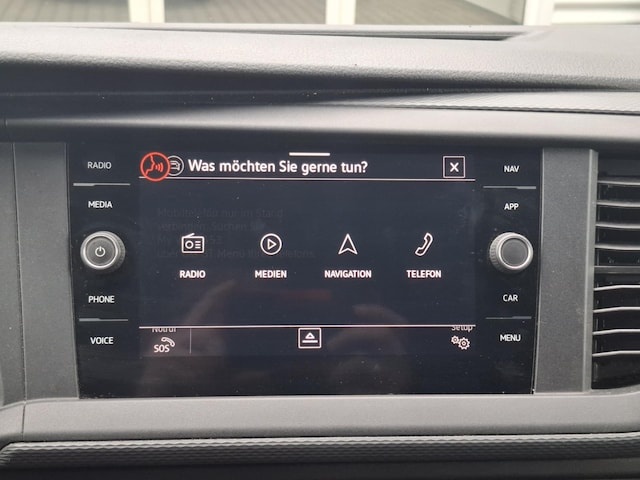 RADIO
MEDIA
PHONE
VOICE
Was möchten Sie gerne tun?
RADIO MEDIEN NAVIGATION TELEFON
Notruf
SOS
Setup
NAV
APP
CAR
MENU